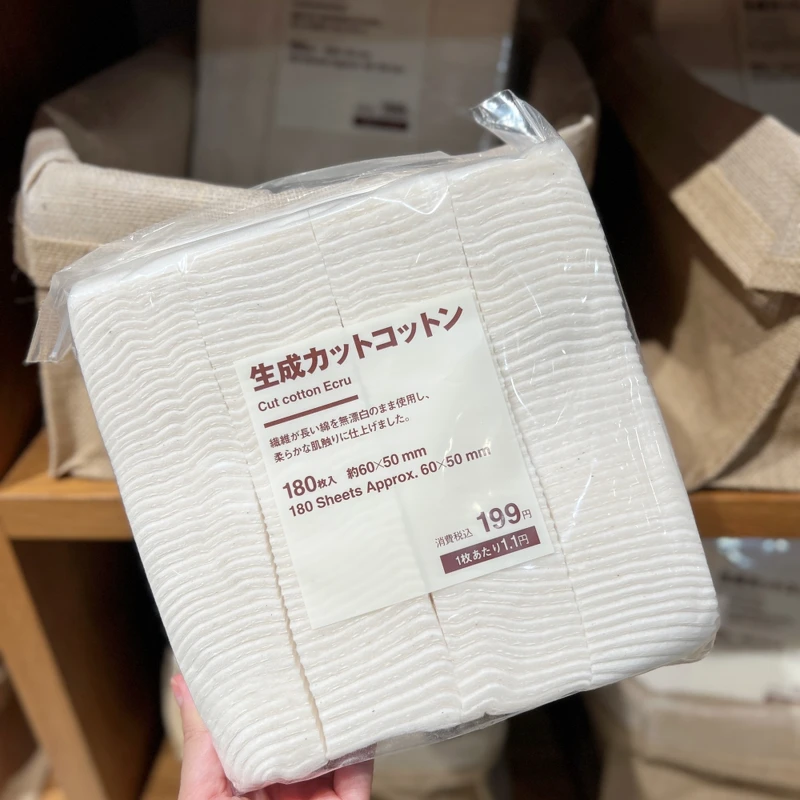 生成カットコットン
Cut cotton Ecru
繊維が長い綿を無漂白のまま使用し、
柔らかな肌触りに仕上げました。
180枚入 約60×50mm
180 Sheets Approx. 60×50 mm
消費税込 199円
1枚あたり1.1円